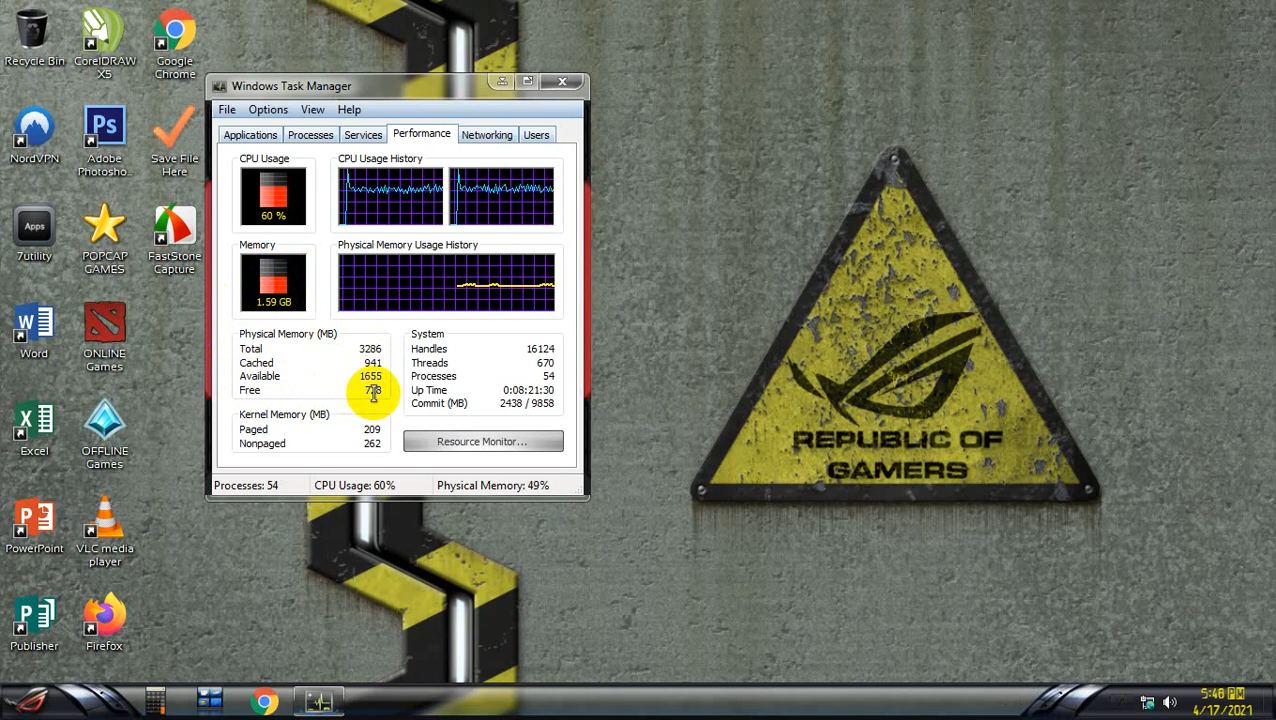 Recycle Bin
CorelDRAW
X5
Google
Chrome
NordVPN
Ps
Adobe
Photosho...
Save File
Here
Apps
7utility
POPCAP
GAMES
FastStone
Capture
Word
ONLINE
Games
Excel
OFFLINE
Games
PowerPoint
VLC media
player
Publisher
Firefox
Windows Task Manager
File Options View Help
Applications Processes Services Performance Networking Users
CPU Usage
60 %
CPU Usage History
Memory
1.59 GB
Physical Memory Usage History
Physical Memory (MB)
Total 3286
Cached 941
Available 1655
Free
System
Handles 16124
Threads 670
Processes 54
Up Time 0:08:21:30
Commit (MB) 2438 / 9858
Kernel Memory (MB)
Paged 209
Nonpaged 262
Resource Monitor...
Processes: 54 CPU Usage: 60% Physical Memory: 49%
REPUBLIC OF
GAMERS
5:48 PM
4/17/2021